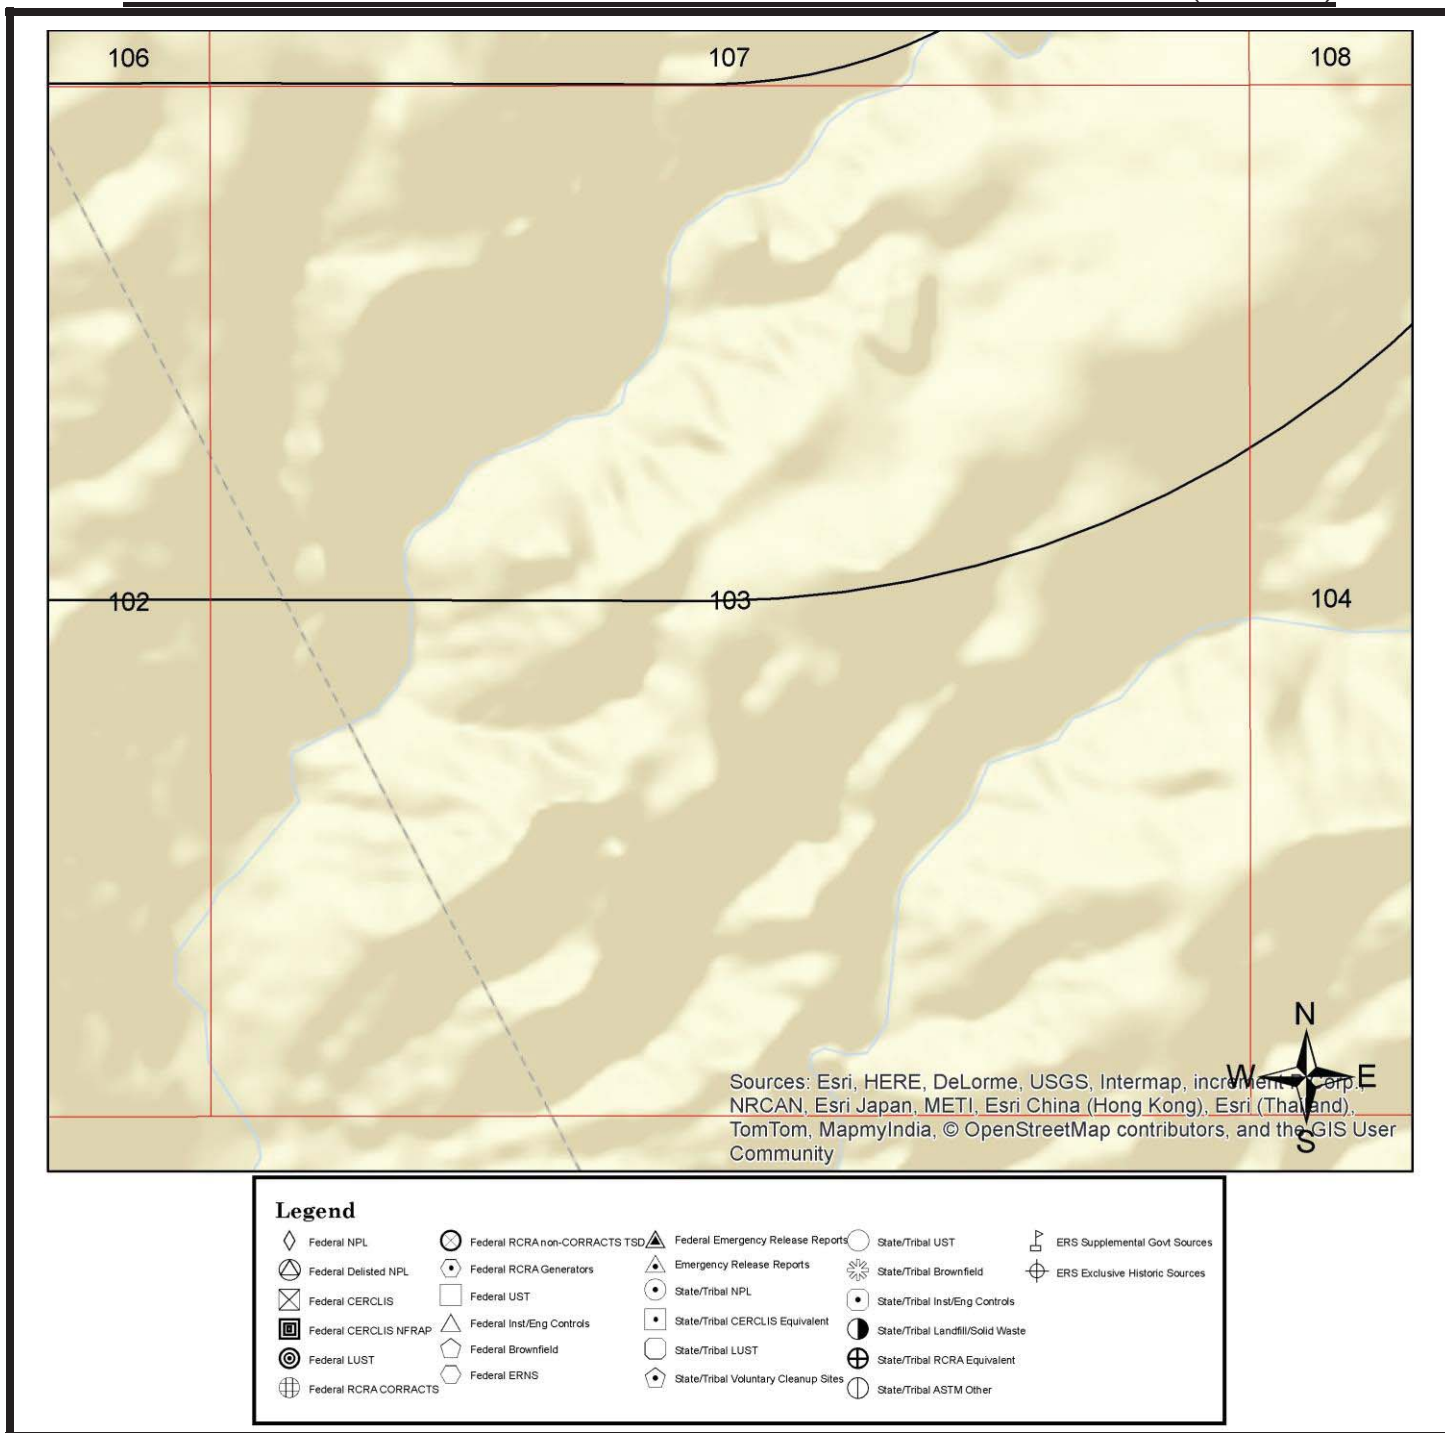 106 107 108
102 103 104
N
W E
S
Sources: Esri, HERE, DeLorme, USGS, Intermap, increment P Corp.,
NRCAN, Esri Japan, METI, Esri China (Hong Kong), Esri (Thailand),
TomTom, MapmyIndia, © OpenStreetMap contributors, and the GIS User
Community
Legend
Federal NPL
Federal Delisted NPL
Federal CERCLIS
Federal CERCLIS NFRAP
Federal LUST
Federal RCRA CORRACTS
Federal RCRA non-CORRACTS TSD
Federal RCRA Generators
Federal UST
Federal Inst/Eng Controls
Federal Brownfield
Federal ERNS
Federal Emergency Release Reports
Emergency Release Reports
State/Tribal NPL
State/Tribal CERCLIS Equivalent
State/Tribal LUST
State/Tribal Voluntary Cleanup Sites
State/Tribal UST
State/Tribal Brownfield
State/Tribal Inst/Eng Controls
State/Tribal Landfill/Solid Waste
State/Tribal RCRA Equivalent
State/Tribal ASTM Other
ERS Supplemental Govt Sources
ERS Exclusive Historic Sources